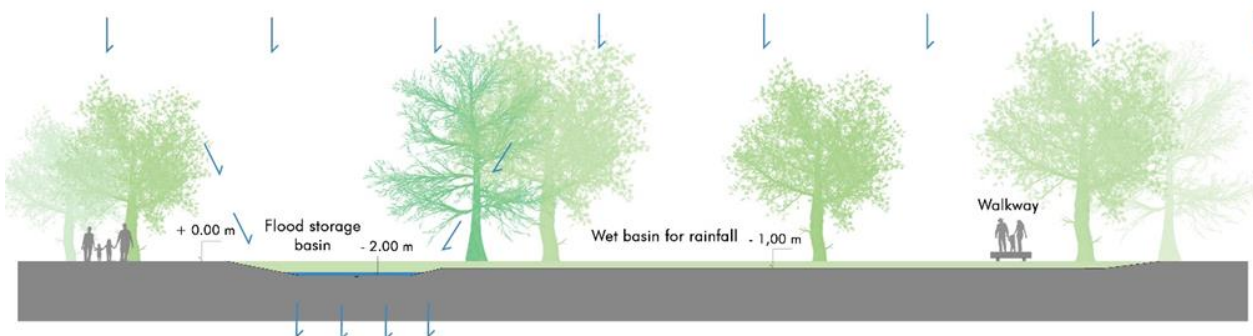 + 0.00 m
Flood storage
basin
- 2.00 m
Wet basin for rainfall
- 1,00 m
Walkway